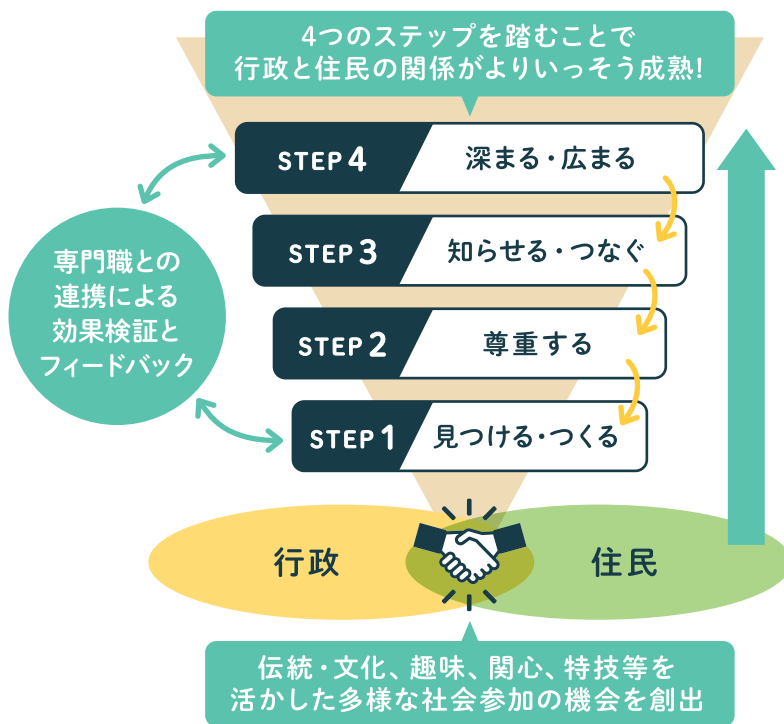 4つのステップを踏むことで
行政と住民の関係がよりいっそう成熟!
STEP 4 深まる・広まる
STEP 3 知らせる・つなぐ
STEP 2 尊重する
STEP 1 見つける・つくる
専門職との
連携による
効果検証と
フィードバック
行政
住民
伝統・文化、趣味、関心、特技等を
活かした多様な社会参加の機会を創出